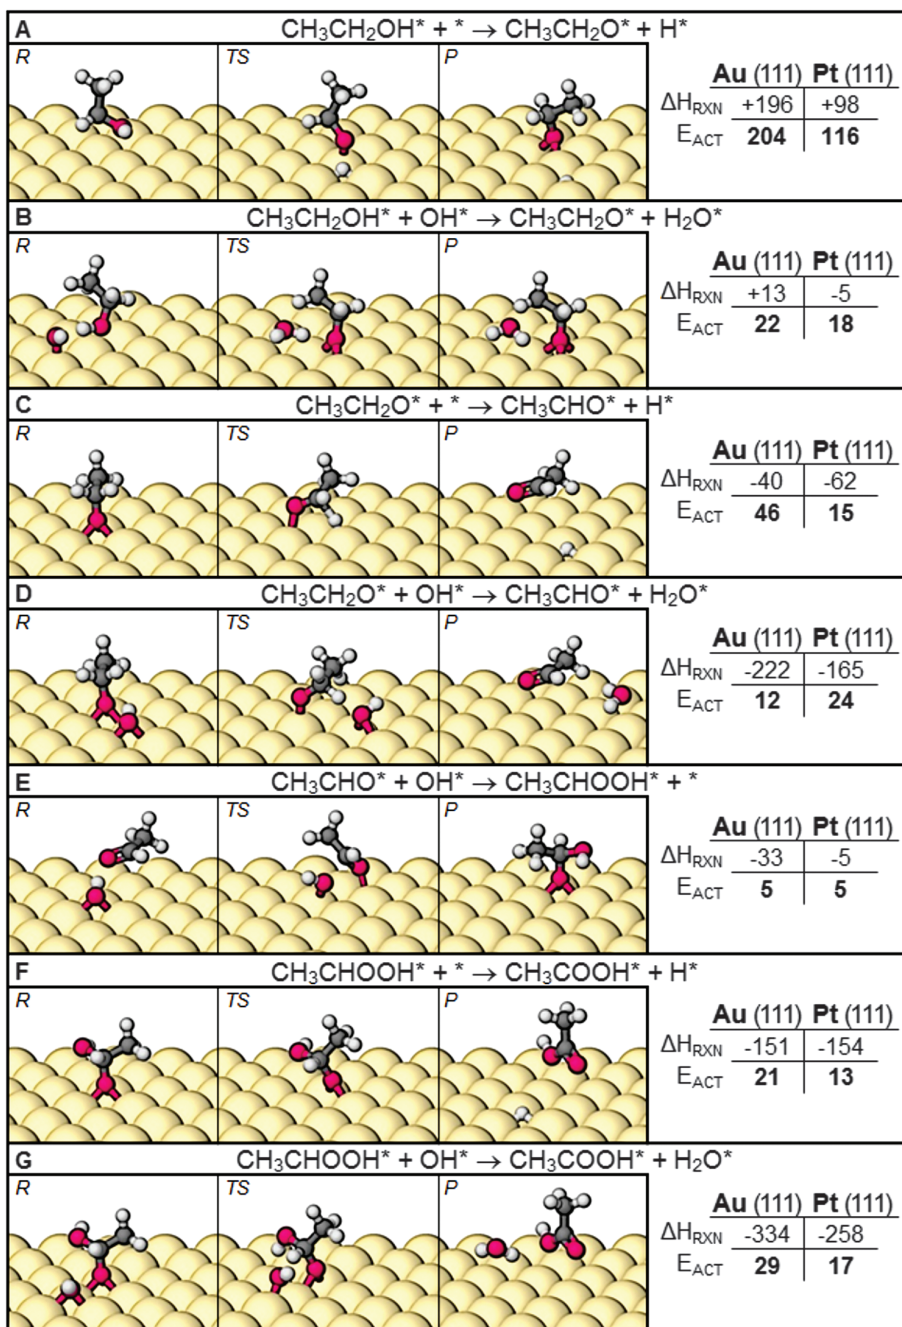 A CH3CH2OH* + * → CH3CH2O* + H*
R TS P
Au (111) Pt (111)
ΔHRXN +196 +98
EACT 204 116
B CH3CH2OH* + OH* → CH3CH2O* + H2O*
R TS P
Au (111) Pt (111)
ΔHRXN +13 -5
EACT 22 18
C CH3CH2O* + * → CH3CHO* + H*
R TS P
Au (111) Pt (111)
ΔHRXN -40 -62
EACT 46 15
D CH3CH2O* + OH* → CH3CHO* + H2O*
R TS P
Au (111) Pt (111)
ΔHRXN -222 -165
EACT 12 24
E CH3CHO* + OH* → CH3CHOOH* + *
R TS P
Au (111) Pt (111)
ΔHRXN -33 -5
EACT 5 5
F CH3CHOOH* + * → CH3COOH* + H*
R TS P
Au (111) Pt (111)
ΔHRXN -151 -154
EACT 21 13
G CH3CHOOH* + OH* → CH3COOH* + H2O*
R TS P
Au (111) Pt (111)
ΔHRXN -334 -258
EACT 29 17